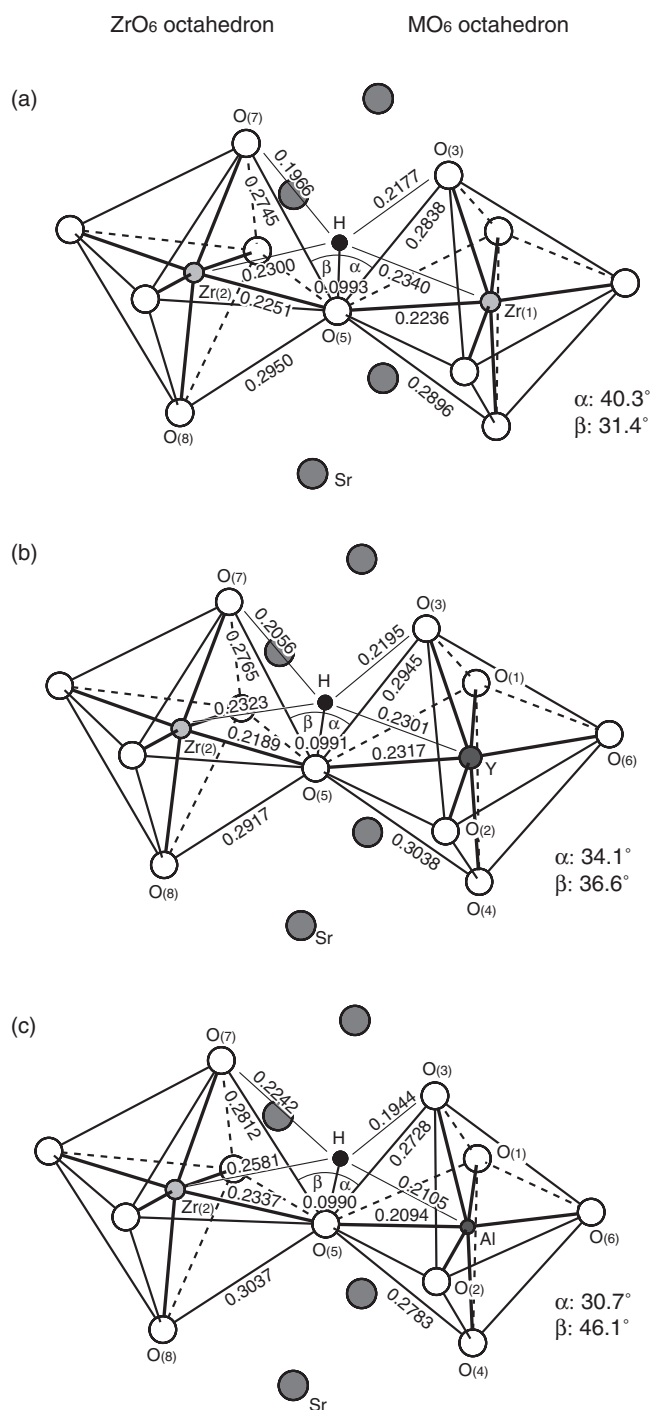 ZrO6 octahedron MO6 octahedron
(a)
O(7)
O(3)
0.1966
0.2177
0.2745
0.2838
H
0.2300
β α
0.2340
Zr(2)
0.0993
0.2251
0.2236
Zr(1)
O(5)
0.2950
0.2896
α: 40.3°
β: 31.4°
O(8)
Sr
(b)
O(7)
O(3)
0.2056
0.2195
0.2765
0.2945
O(1)
H
0.2323
β α
0.2301
Zr(2)
0.2189
0.0991
0.2317
Y
O(6)
O(5)
0.2917
O(2)
0.3038
α: 34.1°
β: 36.6°
O(8)
O(4)
Sr
(c)
O(7)
O(3)
0.2242
0.1944
0.2812
0.2728
H
O(1)
0.2581
β α
0.2105
Zr(2)
0.2337
0.0990
0.2094
Al
O(6)
O(5)
0.3037
O(2)
0.2783
α: 30.7°
β: 46.1°
O(8)
O(4)
Sr